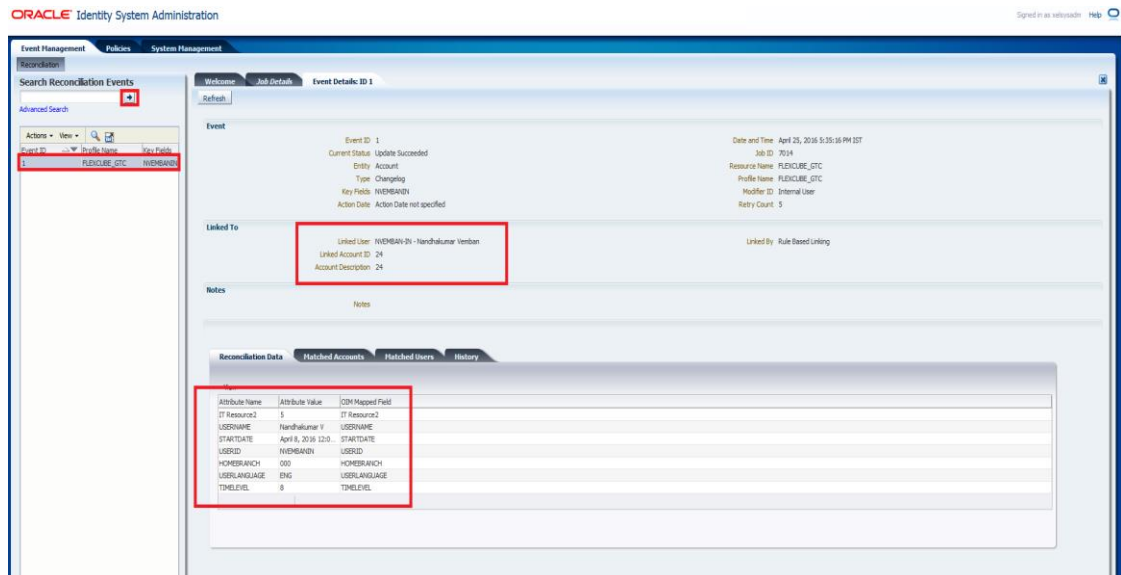 ORACLE Identity System Administration
Signed in as xelsysadm Help
Event Management Policies System Management
Reconciliation
Search Reconciliation Events
Advanced Search
Actions View
Event ID Profile Name Key Fields
1 FLEXCUBE_GTC NVEMBANIN
Welcome Job Details Event Details: ID 1
Refresh
Event
Event ID 1
Date and Time April 25, 2016 5:35:16 PM IST
Current Status Update Succeeded
Job ID 7014
Entity Account
Resource Name FLEXCUBE_GTC
Type Changelog
Profile Name FLEXCUBE_GTC
Key Fields NVEMBANIN
Modifier ID Internal User
Action Date Action Date not specified
Retry Count 5
Linked To
Linked User NVEMBAN-IN - Nandhakumar Vemban
Linked By Rule Based Linking
Linked Account ID 24
Account Description 24
Notes
Notes
Reconciliation Data Matched Accounts Matched Users History
Attribute Name Attribute Value OIM Mapped Field
IT Resource2 5 IT Resource2
USERNAME Nandhakumar V USERNAME
STARTDATE April 8, 2016 12:0... STARTDATE
USERID NVEMBANIN USERID
HOMEBRANCH 000 HOMEBRANCH
USERLANGUAGE ENG USERLANGUAGE
TIMELEVEL 8 TIMELEVEL